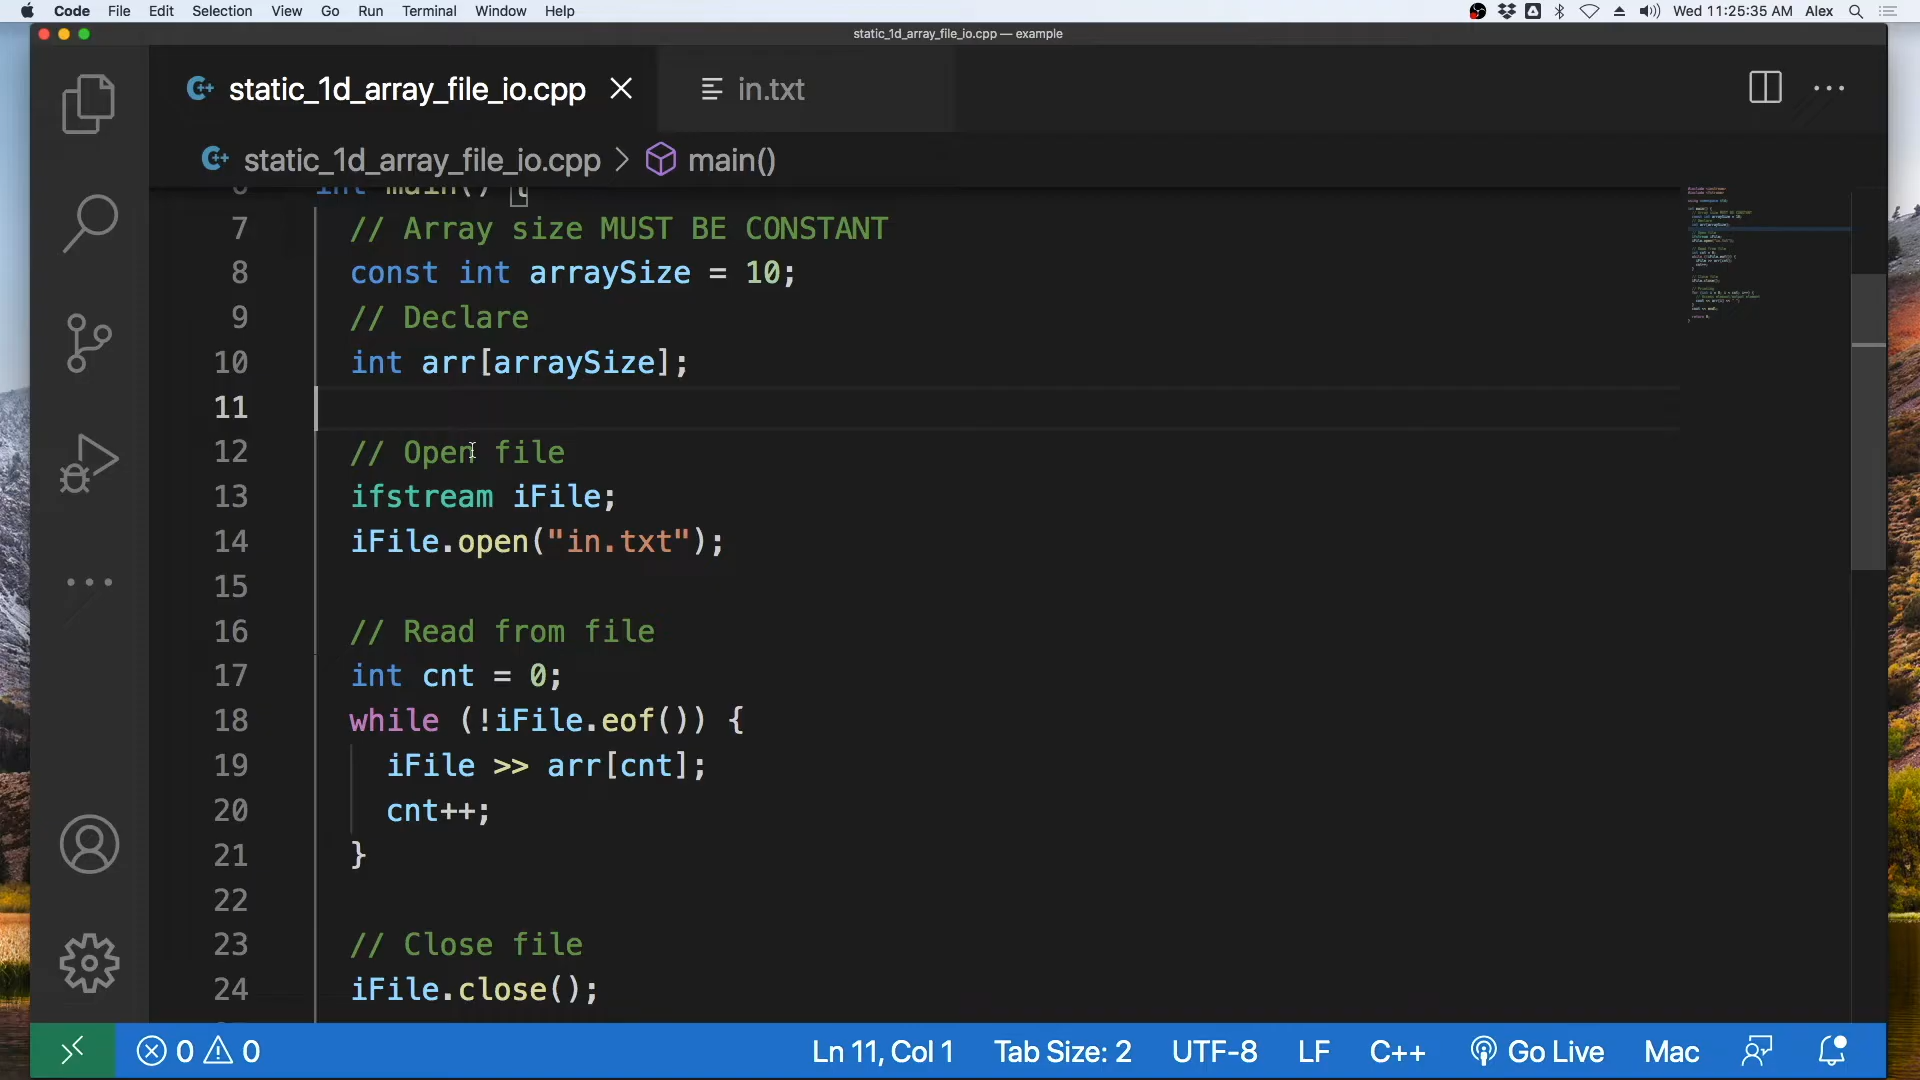 Code File Edit Selection View Go Run Terminal Window Help Wed 11:25:35 AM Alex
static_1d_array_file_io.cpp — example
static_1d_array_file_io.cpp in.txt
static_1d_array_file_io.cpp > main()
int main() {
7 // Array size MUST BE CONSTANT
8 const int arraySize = 10;
9 // Declare
10 int arr[arraySize];
11
12 // Open file
13 ifstream iFile;
14 iFile.open("in.txt");
15
16 // Read from file
17 int cnt = 0;
18 while (!iFile.eof()) {
19 iFile >> arr[cnt];
20 cnt++;
21 }
22
23 // Close file
24 iFile.close();
0 0 Ln 11, Col 1 Tab Size: 2 UTF-8 LF C++ Go Live Mac